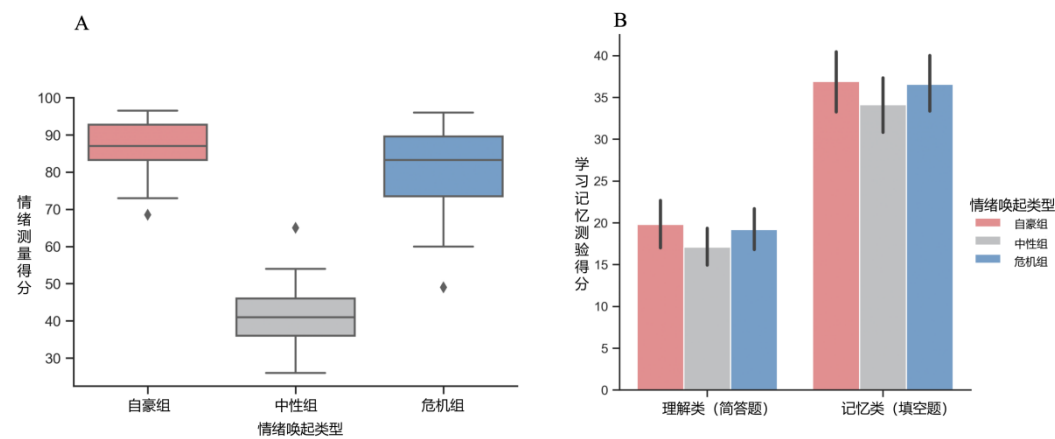 A
情绪测量得分
100
90
80
70
60
50
40
30
自豪组 中性组 危机组
情绪唤起类型
B
学习记忆测验得分
40
35
30
25
20
15
10
5
0
理解类（简答题） 记忆类（填空题）
情绪唤起类型
自豪组
中性组
危机组